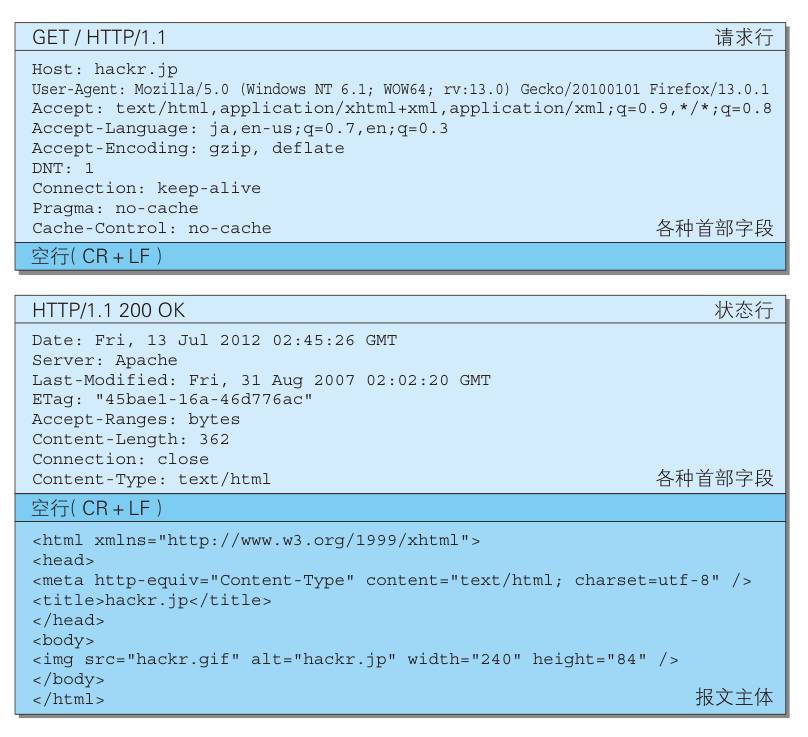 GET / HTTP/1.1 请求行
Host: hackr.jp
User-Agent: Mozilla/5.0 (Windows NT 6.1; WOW64; rv:13.0) Gecko/20100101 Firefox/13.0.1
Accept: text/html,application/xhtml+xml,application/xml;q=0.9,*/*;q=0.8
Accept-Language: ja,en-us;q=0.7,en;q=0.3
Accept-Encoding: gzip, deflate
DNT: 1
Connection: keep-alive
Pragma: no-cache
Cache-Control: no-cache 各种首部字段
空行( CR + LF )
HTTP/1.1 200 OK 状态行
Date: Fri, 13 Jul 2012 02:45:26 GMT
Server: Apache
Last-Modified: Fri, 31 Aug 2007 02:02:20 GMT
ETag: "45bae1-16a-46d776ac"
Accept-Ranges: bytes
Content-Length: 362
Connection: close
Content-Type: text/html 各种首部字段
空行( CR + LF )
<html xmlns="http://www.w3.org/1999/xhtml">
<head>
<meta http-equiv="Content-Type" content="text/html; charset=utf-8" />
<title>hackr.jp</title>
</head>
<body>
<img src="hackr.gif" alt="hackr.jp" width="240" height="84" />
</body>
</html> 报文主体